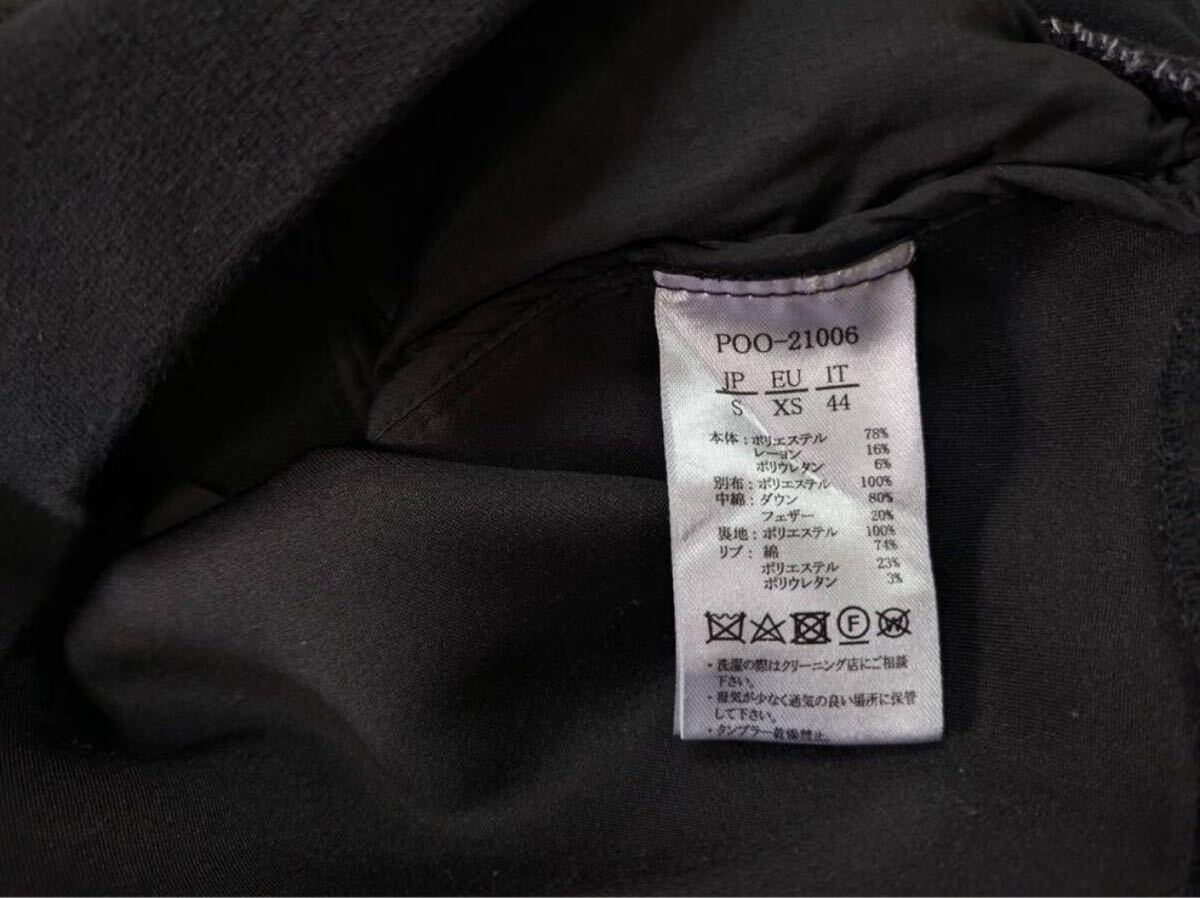 POO-21006
JP EU IT
S XS 44
本体：ポリエステル 78%
レーヨン 16%
ポリウレタン 6%
別布：ポリエステル 100%
中綿：ダウン 80%
フェザー 20%
裏地：ポリエステル 100%
リブ：綿 74%
ポリエステル 23%
ポリウレタン 3%
F W
・洗濯の際はクリーニング店にご相談
下さい。
・湿気が少なく通気の良い場所に保管
して下さい。
・タンブラー乾燥禁止